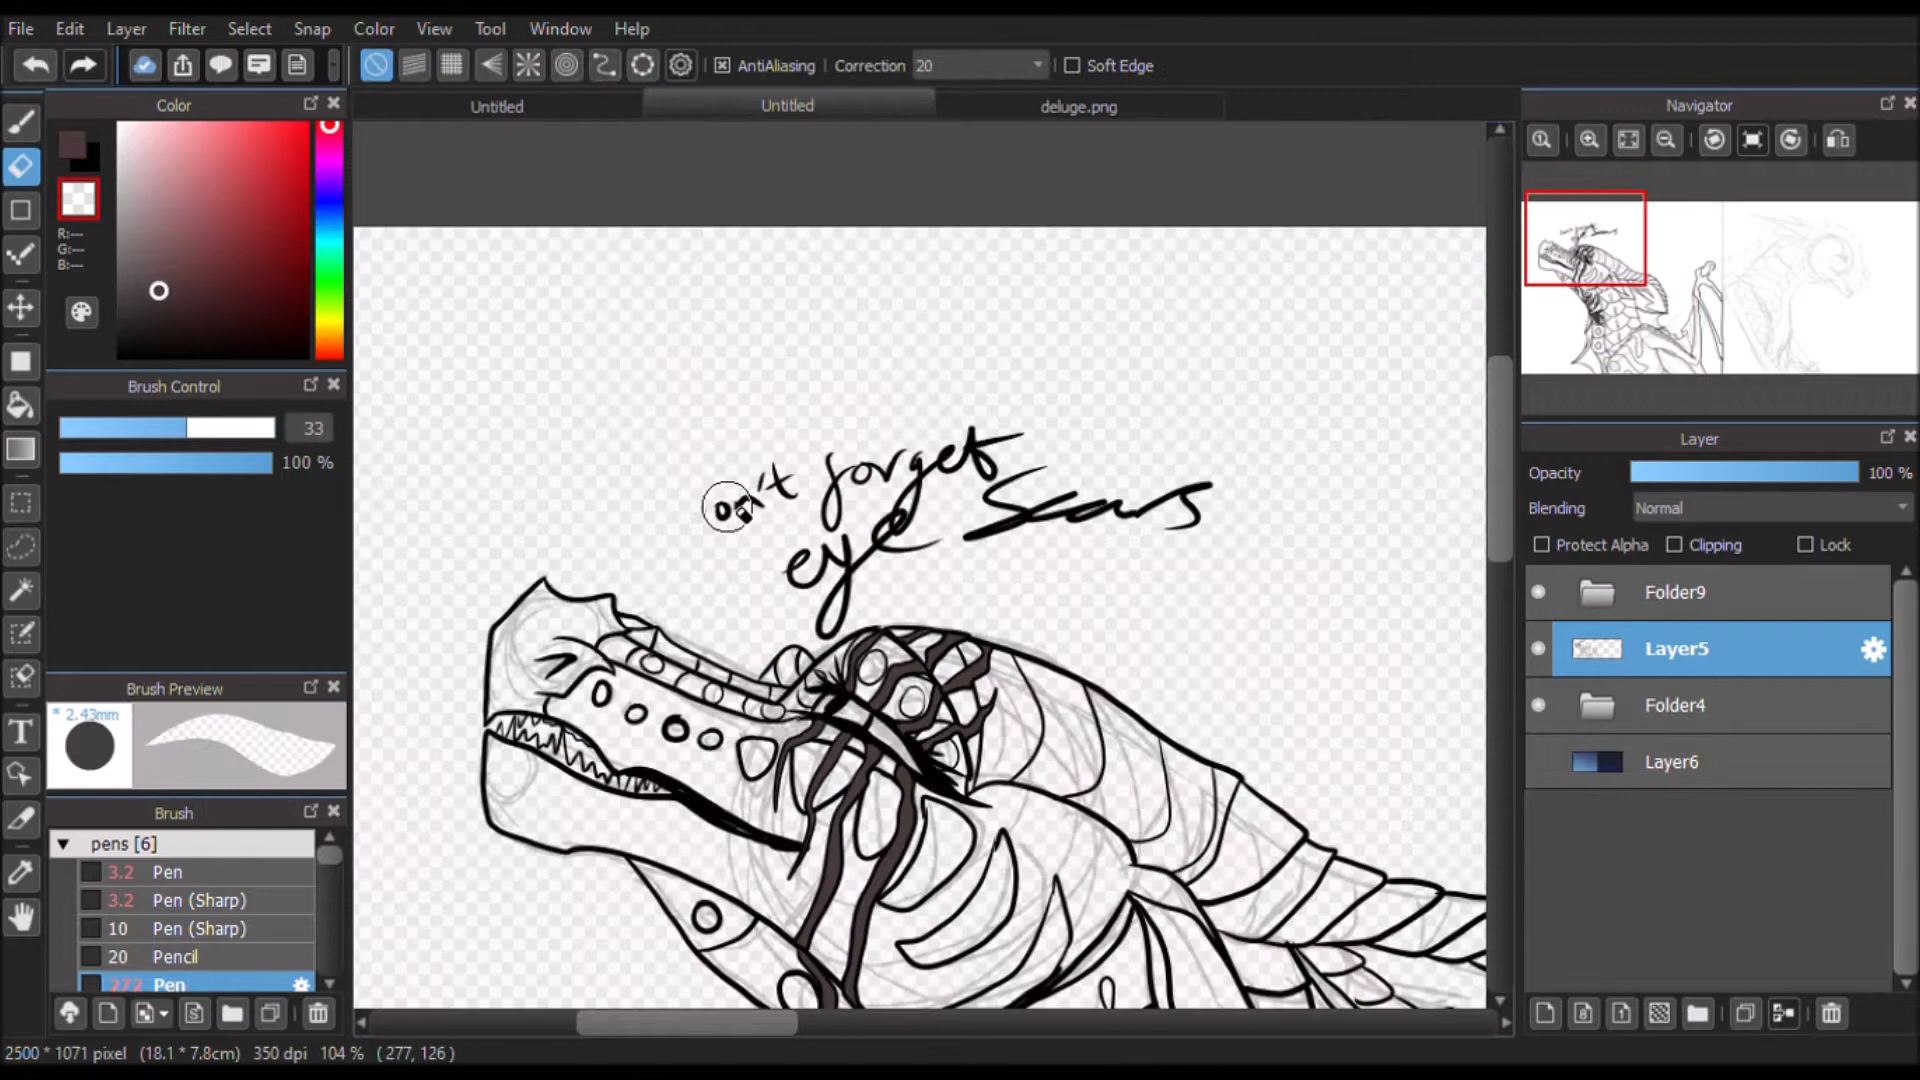 File Edit Layer Filter Select Snap Color View Tool Window Help
AntiAliasing Correction 20 Soft Edge
Color
R:---
G:---
B:---
Brush Control
33
100 %
Brush Preview
* 2.43mm
Brush
pens [6]
3.2 Pen
3.2 Pen (Sharp)
10 Pen (Sharp)
20 Pencil
272 Pen
Untitled Untitled deluge.png
on't forget
eye scars
Navigator
Layer
Opacity 100 %
Blending Normal
Protect Alpha Clipping Lock
Folder9
Layer5
Folder4
Layer6
2500 * 1071 pixel (18.1 * 7.8cm) 350 dpi 104 % ( 277, 126 )